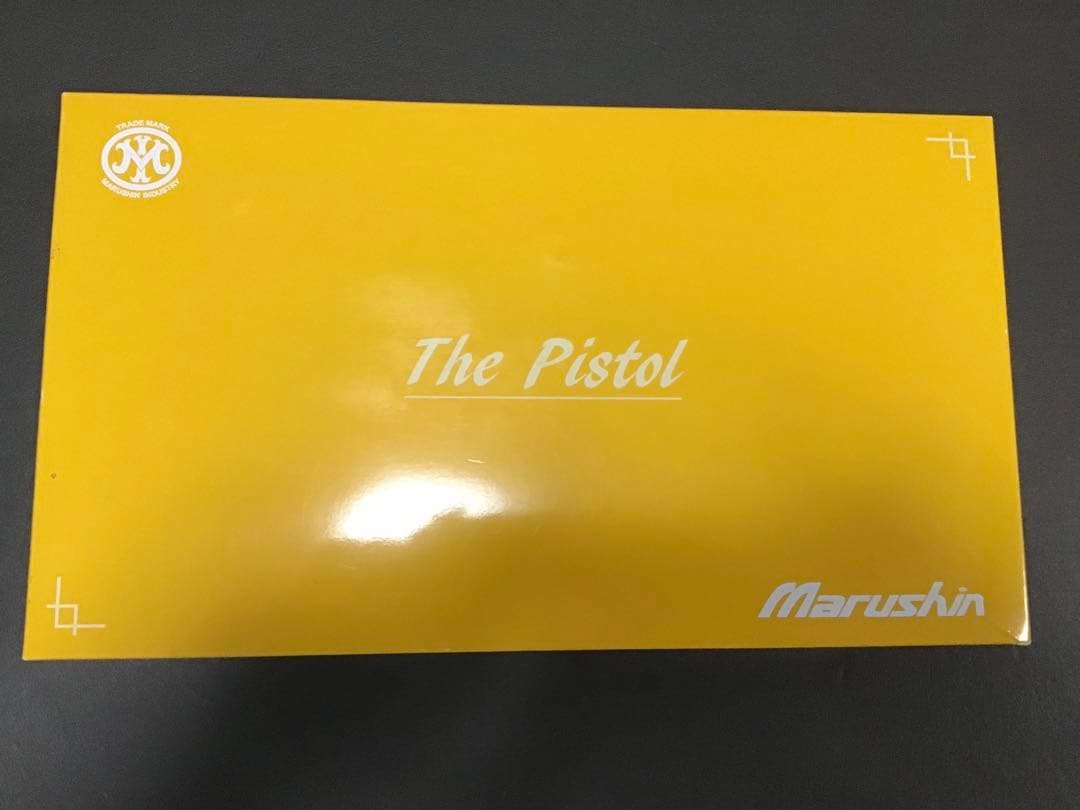 TRADE MARK
MARUSHIN INDUSTRY
The Pistol
Marushin